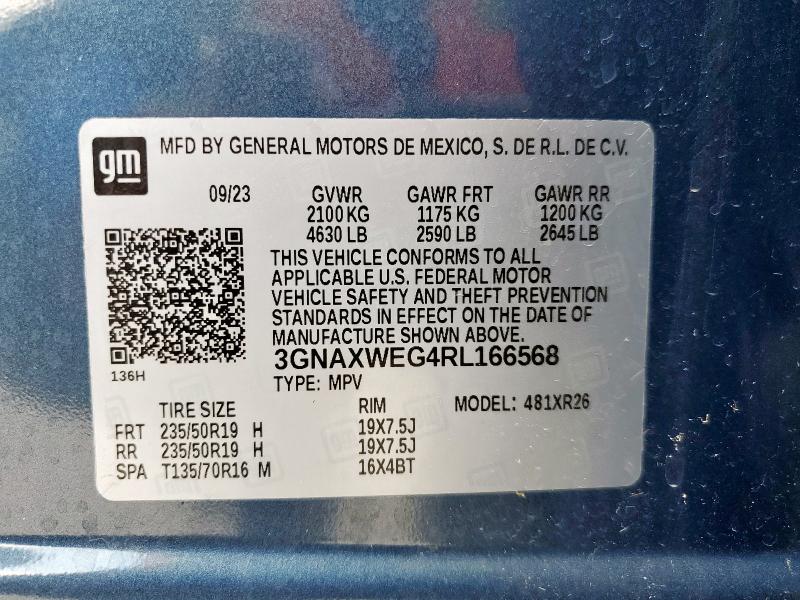 gm
MFD BY GENERAL MOTORS DE MEXICO, S. DE R.L. DE C.V.
09/23 GVWR GAWR FRT GAWR RR
2100 KG 1175 KG 1200 KG
4630 LB 2590 LB 2645 LB
THIS VEHICLE CONFORMS TO ALL
APPLICABLE U.S. FEDERAL MOTOR
VEHICLE SAFETY AND THEFT PREVENTION
STANDARDS IN EFFECT ON THE DATE OF
MANUFACTURE SHOWN ABOVE.
3GNAXWEG4RL166568
136H
TYPE: MPV
TIRE SIZE RIM MODEL: 481XR26
FRT 235/50R19 H 19X7.5J
RR 235/50R19 H 19X7.5J
SPA T135/70R16 M 16X4BT